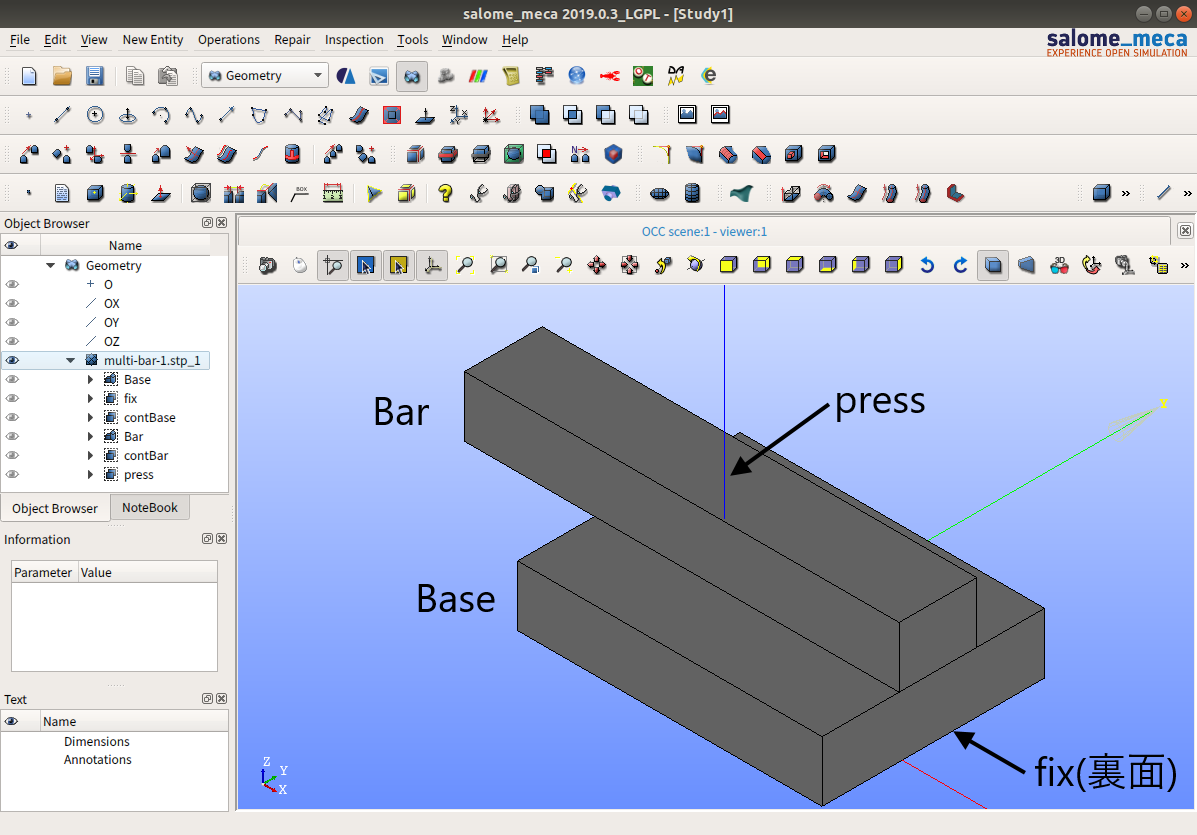 salome_meca 2019.0.3_LGPL - [Study1]
File Edit View New Entity Operations Repair Inspection Tools Window Help
salome_meca
EXPERIENCE OPEN SIMULATION
Geometry
Object Browser
OCC scene:1 - viewer:1
Name
Geometry
O
OX
OY
OZ
multi-bar-1.stp_1
Base
fix
contBase
Bar
contBar
press
Object Browser NoteBook
Information
Parameter Value
Text
Name
Dimensions
Annotations
Bar
press
Y
Base
fix(裏面)
Z
Y
X